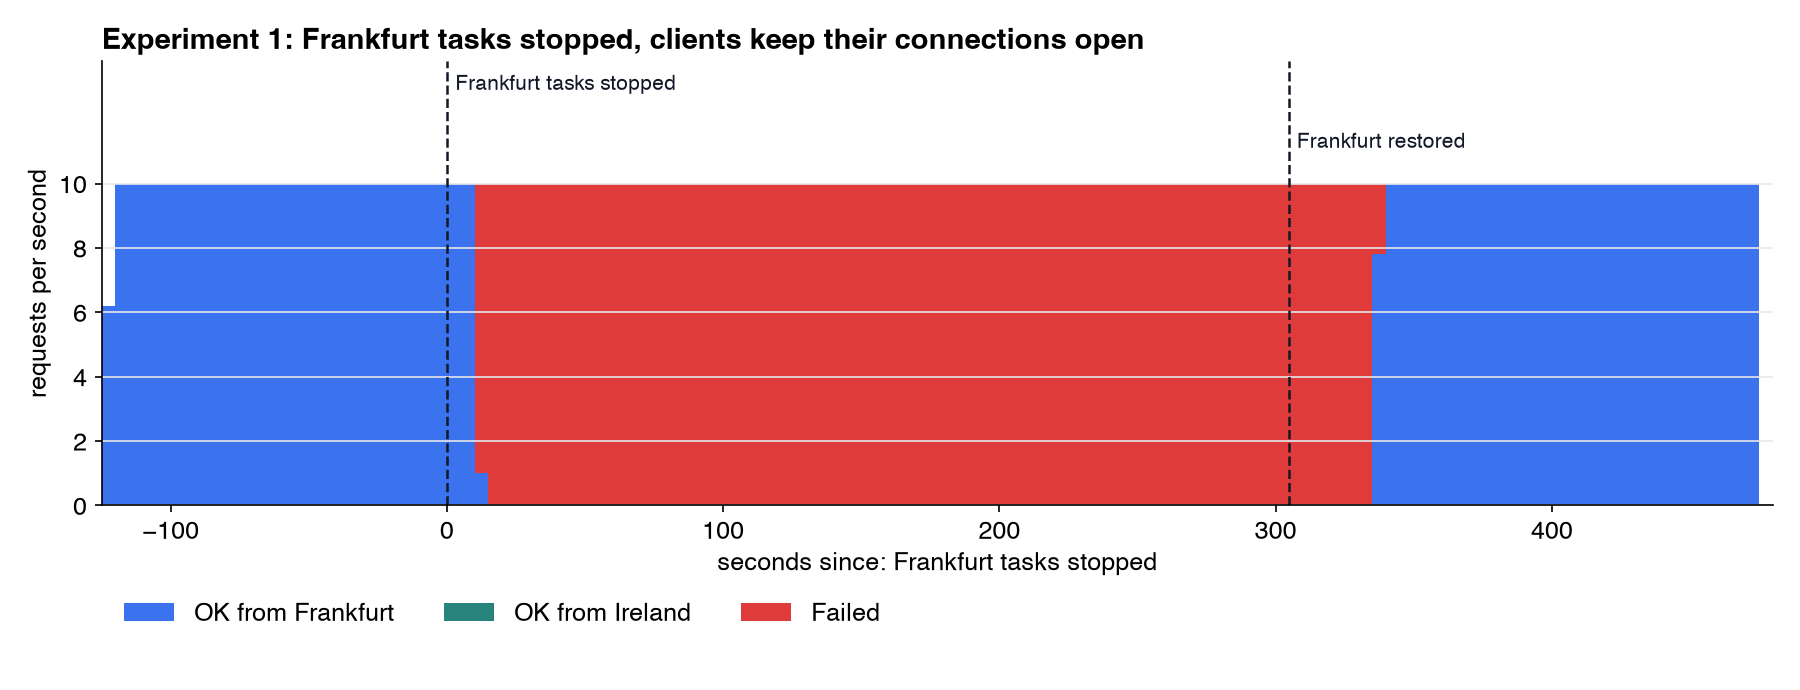 Experiment 1: Frankfurt tasks stopped, clients keep their connections open
Frankfurt tasks stopped
Frankfurt restored
requests per second
10
8
6
4
2
0
−100
0
100
200
300
400
seconds since: Frankfurt tasks stopped
OK from Frankfurt
OK from Ireland
Failed